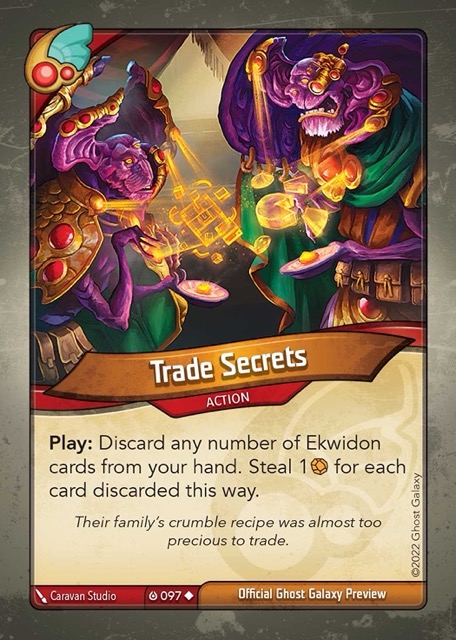 Trade Secrets
ACTION
Play: Discard any number of Ekwidon
cards from your hand. Steal 1 for each
card discarded this way.
Their family's crumble recipe was almost too
precious to trade.
©2022 Ghost Galaxy
Caravan Studio
097
Official Ghost Galaxy Preview